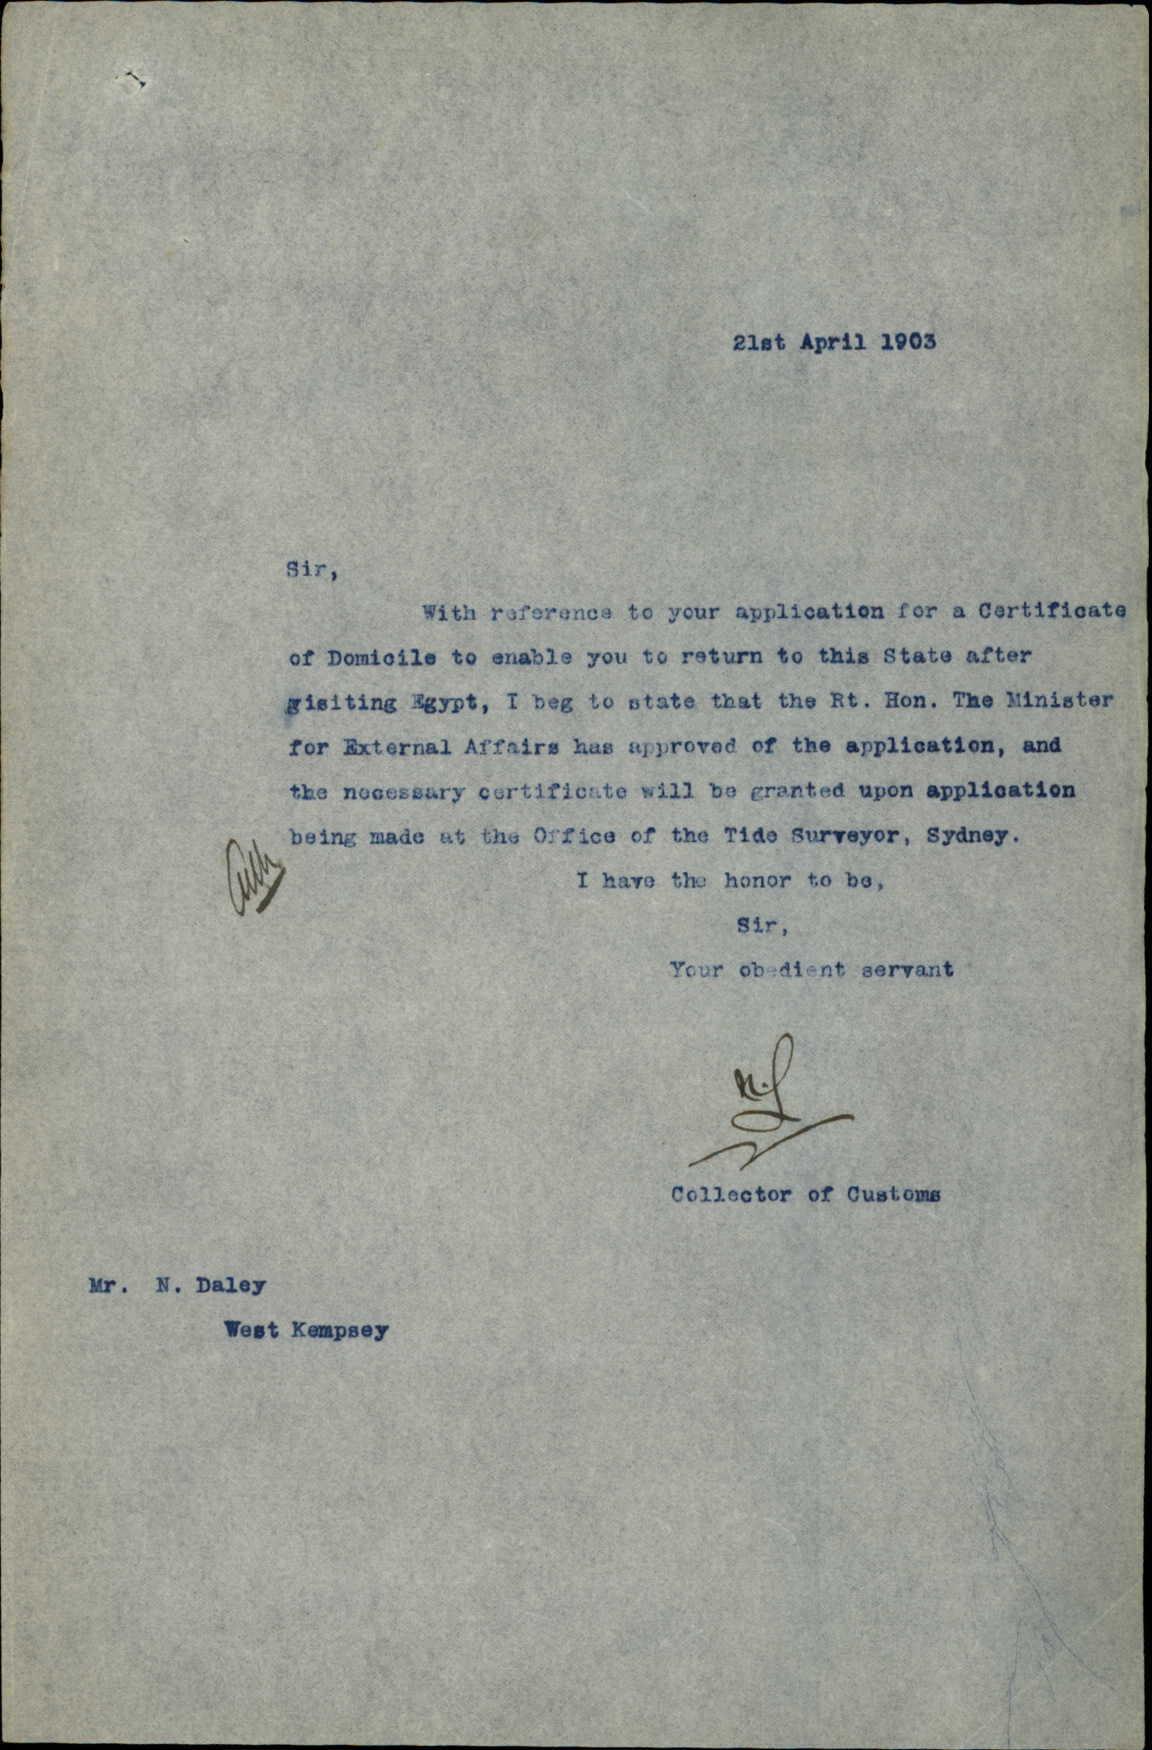 21st April 1903
Sir,
With reference to your application for a Certificate
of Domicile to enable you to return to this State after
visiting Egypt, I beg to state that the Rt. Hon. The Minister
for External Affairs has approved of the application, and
the necessary certificate will be granted upon application
being made at the Office of the Tide Surveyor, Sydney.
I have the honor to be,
Sir,
Your obedient servant
N.L
Collector of Customs
Mr. N. Daley
West Kempsey